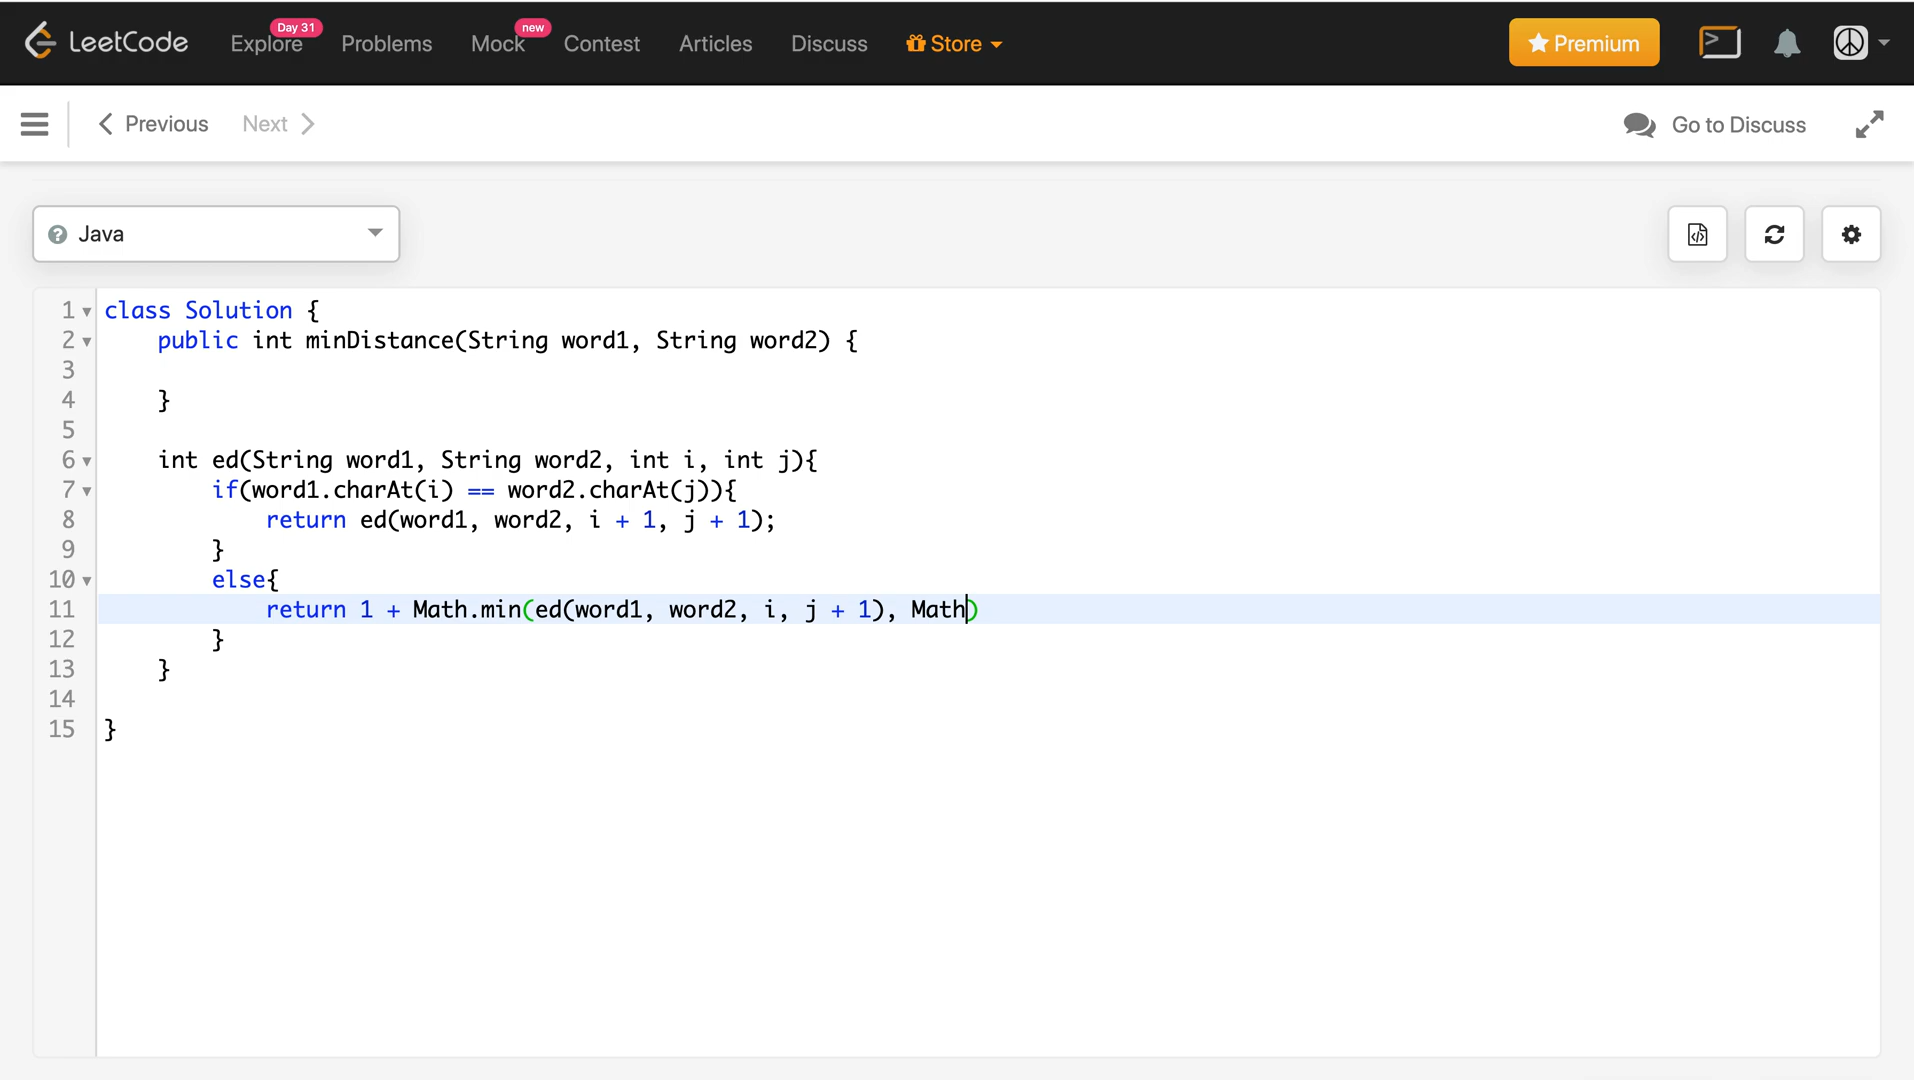 LeetCode Explore Day 31 Problems Mock new Contest Articles Discuss Store Premium
Previous Next Go to Discuss
Java
1 class Solution {
2     public int minDistance(String word1, String word2) {
3
4     }
5
6     int ed(String word1, String word2, int i, int j){
7         if(word1.charAt(i) == word2.charAt(j)){
8             return ed(word1, word2, i + 1, j + 1);
9         }
10         else{
11             return 1 + Math.min(ed(word1, word2, i, j + 1), Math)
12         }
13     }
14
15 }